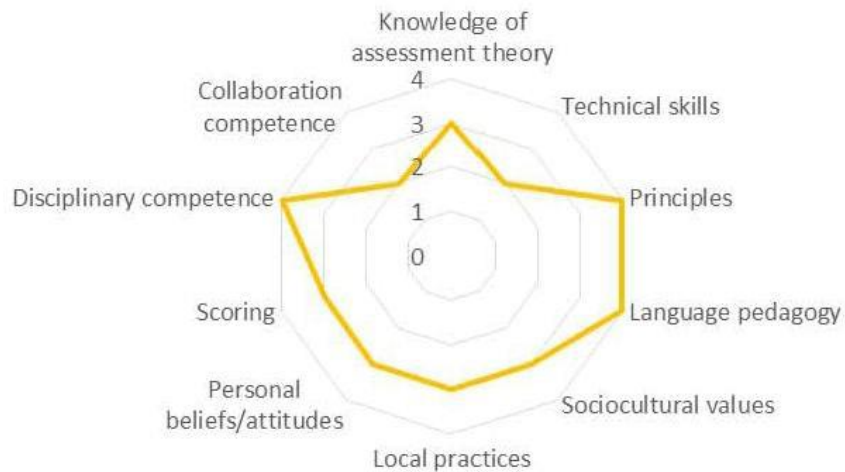 Knowledge of
assessment theory
Technical skills
Principles
Language pedagogy
Sociocultural values
Local practices
Personal
beliefs/attitudes
Scoring
Disciplinary competence
Collaboration
competence
4
3
2
1
0